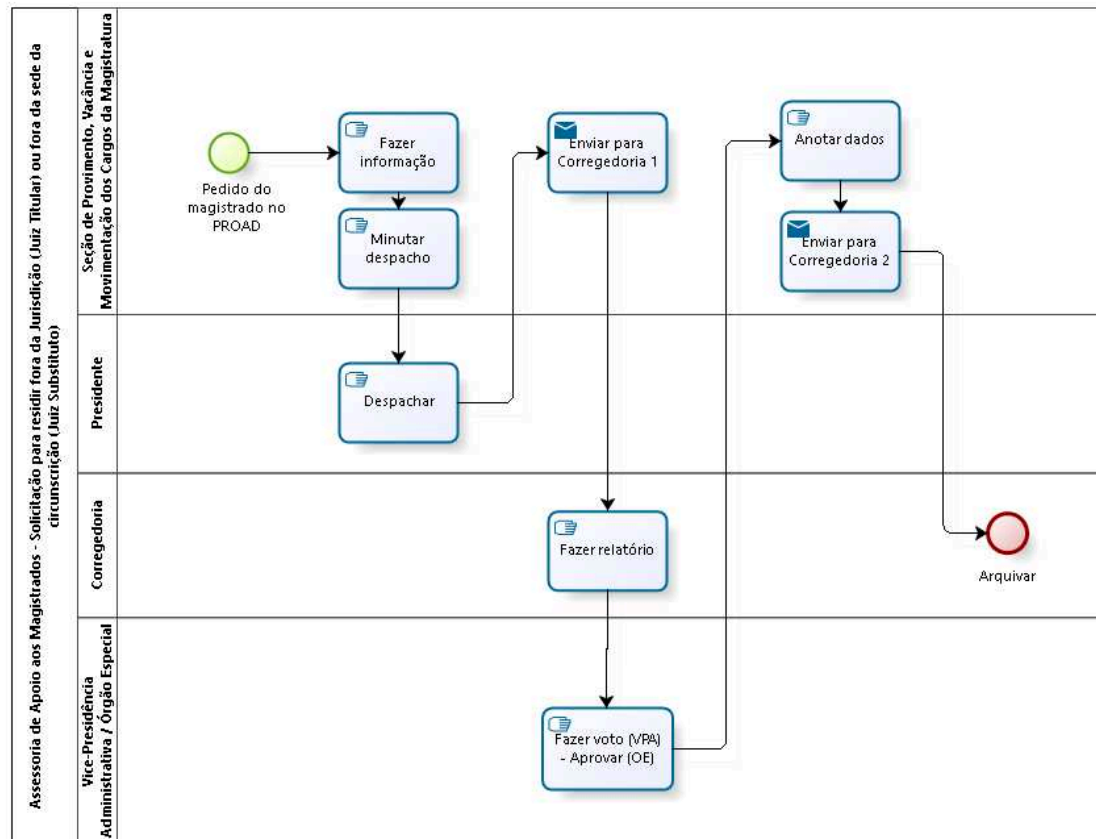 Assessoria de Apoio aos Magistrados - Solicitação para residir fora da Jurisdição (Juiz Titular) ou fora da sede da
circunscrição (Juiz Substituto)
Seção de Provimento, Vacância e
Movimentação dos Cargos da Magistratura
Pedido do
magistrado no
PROAD
Fazer
informação
Minutar
despacho
Enviar para
Corregedoria 1
Anotar dados
Enviar para
Corregedoria 2
Presidente
Despachar
Corregedoria
Fazer relatório
Arquivar
Vice-Presidência
Administrativa / Órgão Especial
Fazer voto (VPA)
- Aprovar (OE)